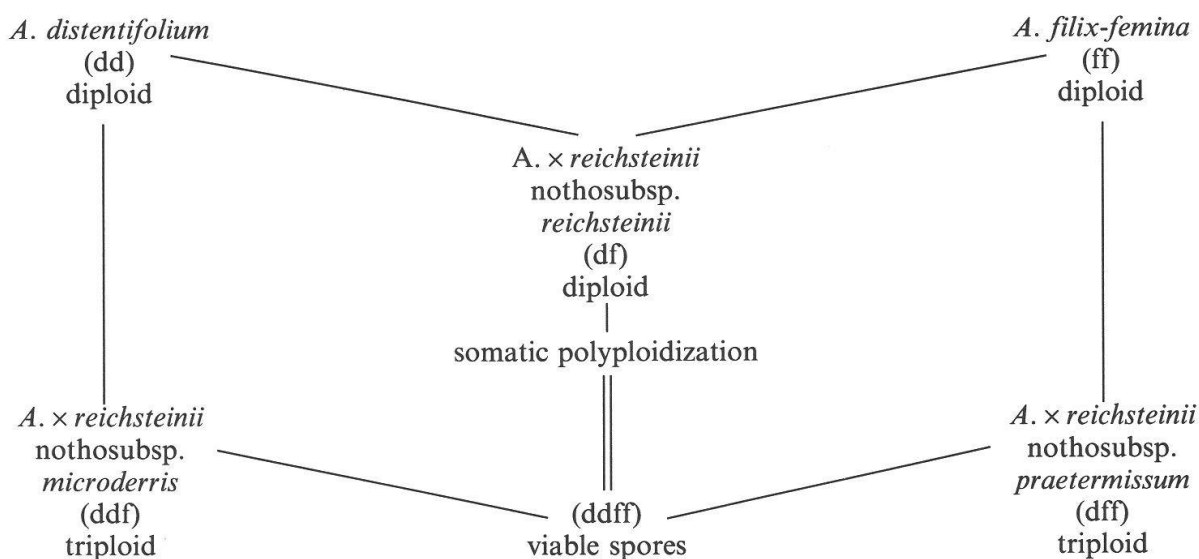 A. distentifolium
(dd)
diploid
A. filix-femina
(ff)
diploid
A. × reichsteinii
nothosubsp.
reichsteinii
(df)
diploid
somatic polyploidization
A. × reichsteinii
nothosubsp.
microderris
(ddf)
triploid
(ddff)
viable spores
A. × reichsteinii
nothosubsp.
praetermissum
(dff)
triploid